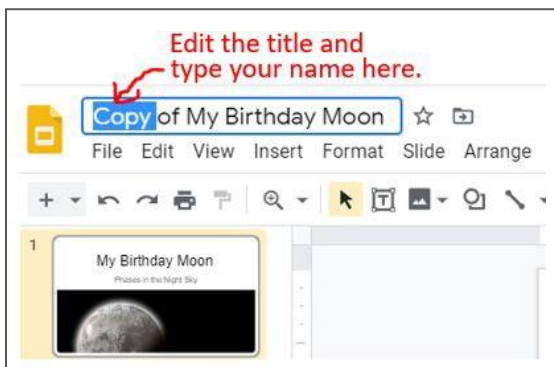 Edit the title and
type your name here.
Copy of My Birthday Moon
File Edit View Insert Format Slide Arrange
1
My Birthday Moon
Phases in the Night Sky